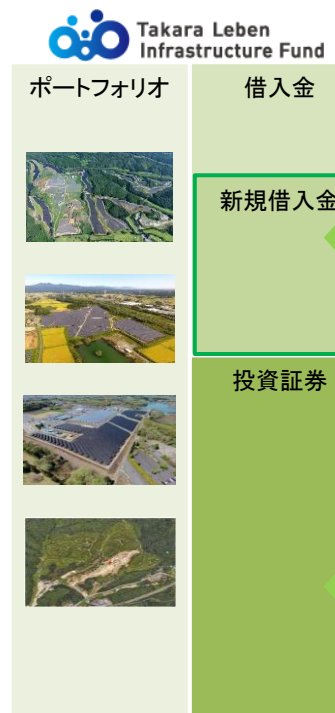 Takara Leben
Infrastructure Fund
ポートフォリオ
借入金
新規借入金
投資証券